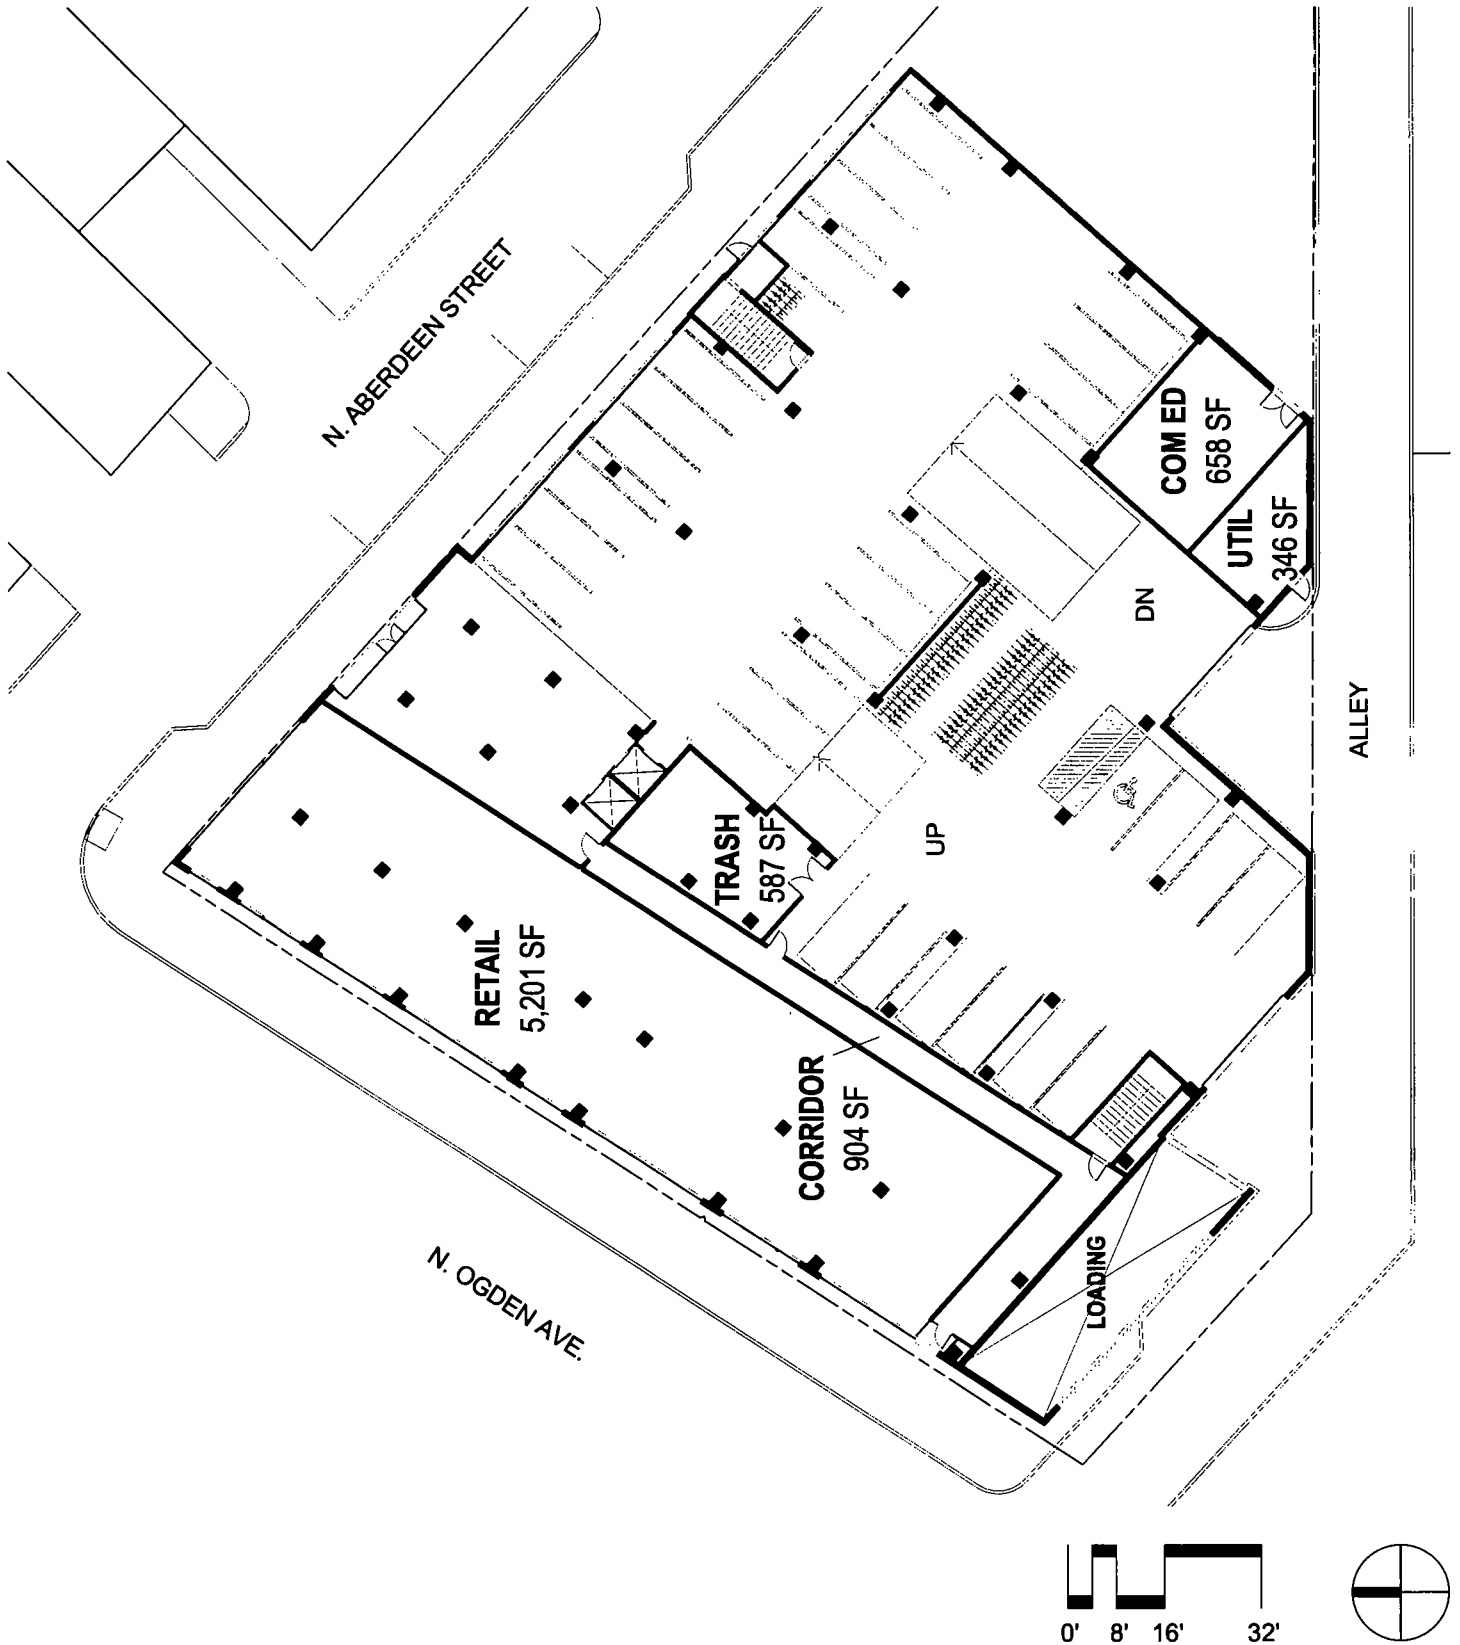 N. ABERDEEN STREET
COM ED
658 SF
UTIL
346 SF
DN
ALLEY
UP
TRASH
587 SF
RETAIL
5,201 SF
CORRIDOR
904 SF
LOADING
N. OGDEN AVE.
0' 8' 16' 32'